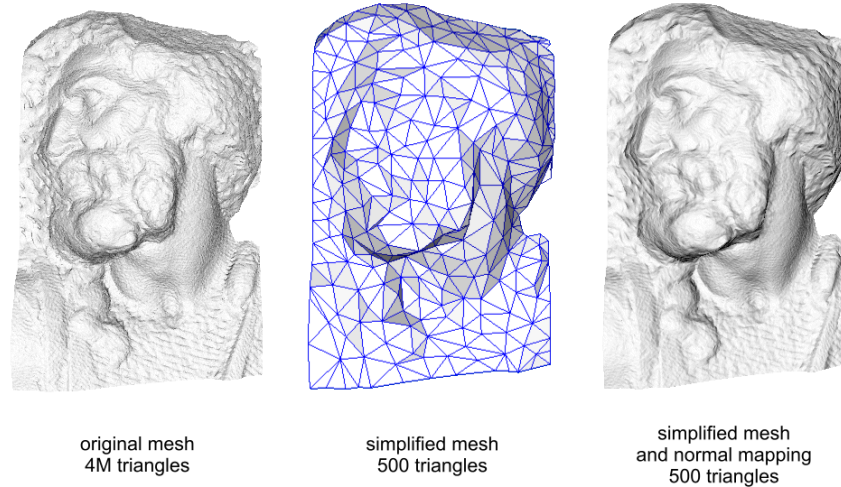 original mesh
4M triangles
simplified mesh
500 triangles
simplified mesh
and normal mapping
500 triangles